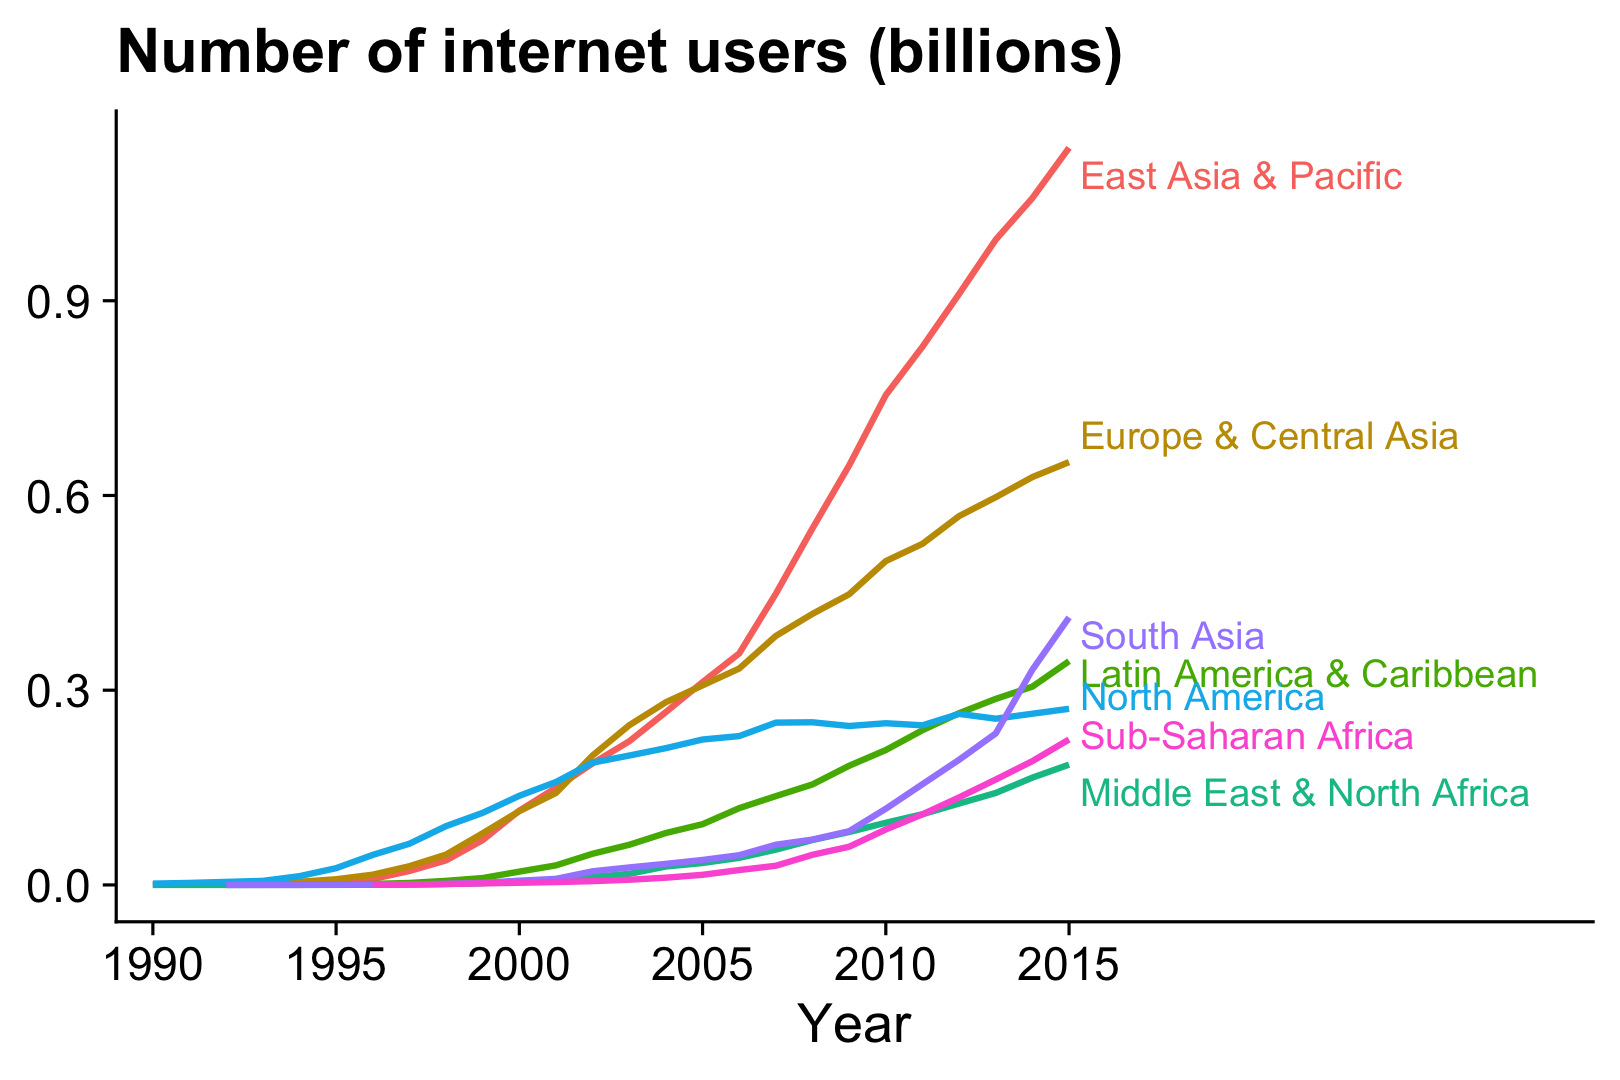 Number of internet users (billions)
East Asia & Pacific
0.9
Europe & Central Asia
0.6
South Asia
Latin America & Caribbean
0.3
North America
Sub-Saharan Africa
Middle East & North Africa
0.0
1990 1995 2000 2005 2010 2015
Year